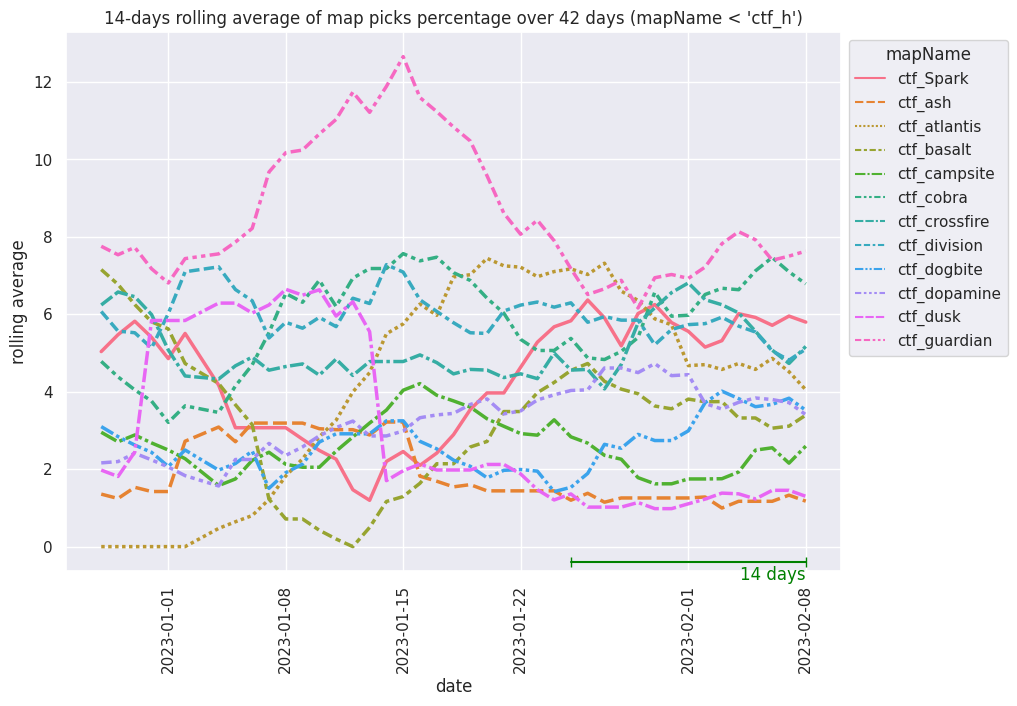 14-days rolling average of map picks percentage over 42 days (mapName < 'ctf_h')
mapName
ctf_Spark
ctf_ash
ctf_atlantis
ctf_basalt
ctf_campsite
ctf_cobra
ctf_crossfire
ctf_division
ctf_dogbite
ctf_dopamine
ctf_dusk
ctf_guardian
rolling average
12
10
8
6
4
2
0
14 days
2023-01-01
2023-01-08
2023-01-15
2023-01-22
2023-02-01
2023-02-08
date